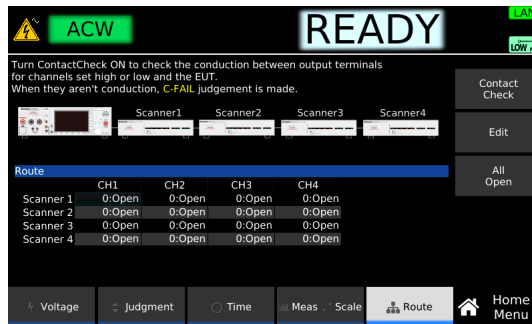 ACW
READY
LAN
LOW
Turn ContactCheck ON to check the conduction between output terminals
for channels set high or low and the EUT.
When they aren't conduction, C-FAIL judgement is made.
Contact
Check
Scanner1 Scanner2 Scanner3 Scanner4
Edit
All
Open
Route
CH1 CH2 CH3 CH4
Scanner 1 0:Open 0:Open 0:Open 0:Open
Scanner 2 0:Open 0:Open 0:Open 0:Open
Scanner 3 0:Open 0:Open 0:Open 0:Open
Scanner 4 0:Open 0:Open 0:Open 0:Open
Voltage Judgment Time Meas Scale Route Home
Menu